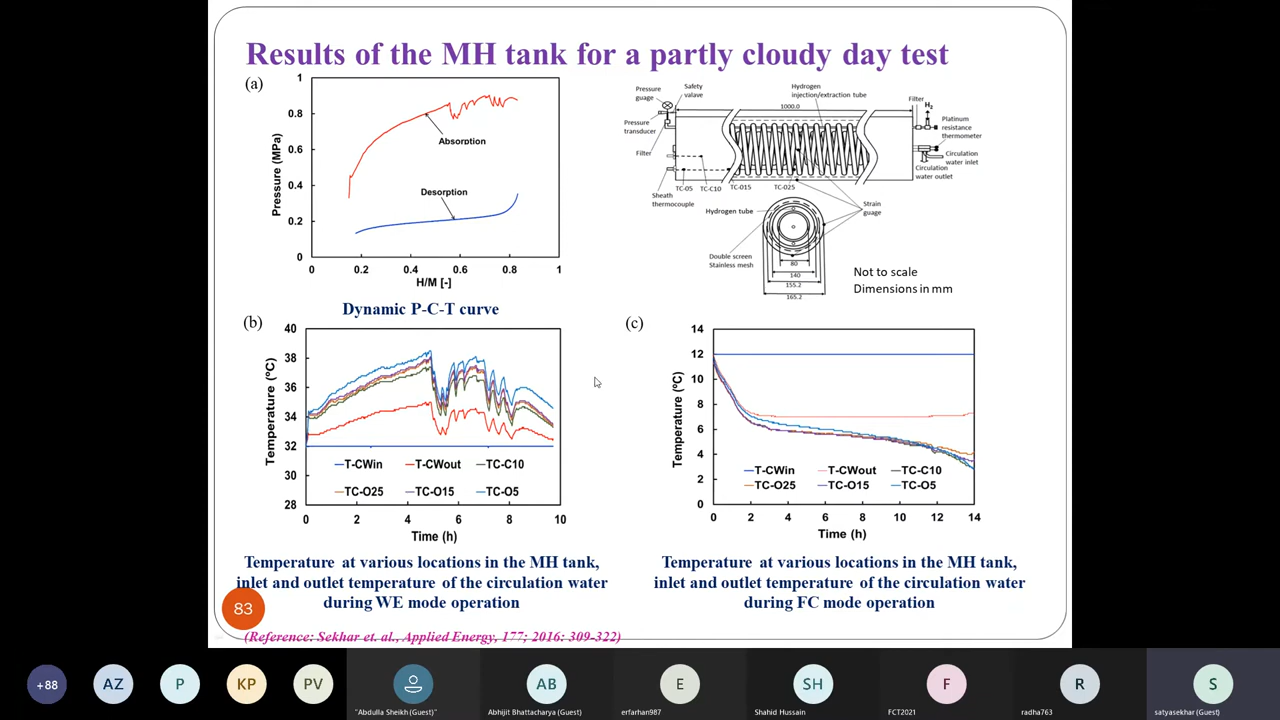 Results of the MH tank for a partly cloudy day test
(a)
1
0.8
0.6
0.4
0.2
0
Pressure (MPa)
Absorption
Desorption
0
0.2
0.4
0.6
0.8
1
H/M [-]
Dynamic P-C-T curve
Pressure
guage
Safety
valave
Hydrogen
injection/extraction tube
1000.0
Filter
H2
Pressure
transducer
Platinum
resistance
thermometer
Filter
Circulation
water inlet
Circulation
water outlet
TC-05
TC-C10
TC-O15
TC-025
Sheath
thermocouple
Strain
guage
Hydrogen tube
Double screen
Stainless mesh
80
140
155.2
165.2
Not to scale
Dimensions in mm
(b)
40
38
36
34
32
30
28
Temperature (ºC)
T-CWin
T-CWout
TC-C10
TC-O25
TC-O15
TC-O5
0
2
4
6
8
10
Time (h)
Temperature at various locations in the MH tank,
inlet and outlet temperature of the circulation water
during WE mode operation
(c)
14
12
10
8
6
4
2
0
Temperature (ºC)
T-CWin
T-CWout
TC-C10
TC-O25
TC-O15
TC-O5
0
2
4
6
8
10
12
14
Time (h)
Temperature at various locations in the MH tank,
inlet and outlet temperature of the circulation water
during FC mode operation
83
(Reference: Sekhar et. al., Applied Energy, 177; 2016: 309-322)
+88
AZ
P
KP
PV
"Abdulla Sheikh (Guest)"
AB
Abhijit Bhattacharya (Guest)
E
erfarhan987
SH
Shahid Hussain
F
FCT2021
R
radha763
S
satyasekhar (Guest)